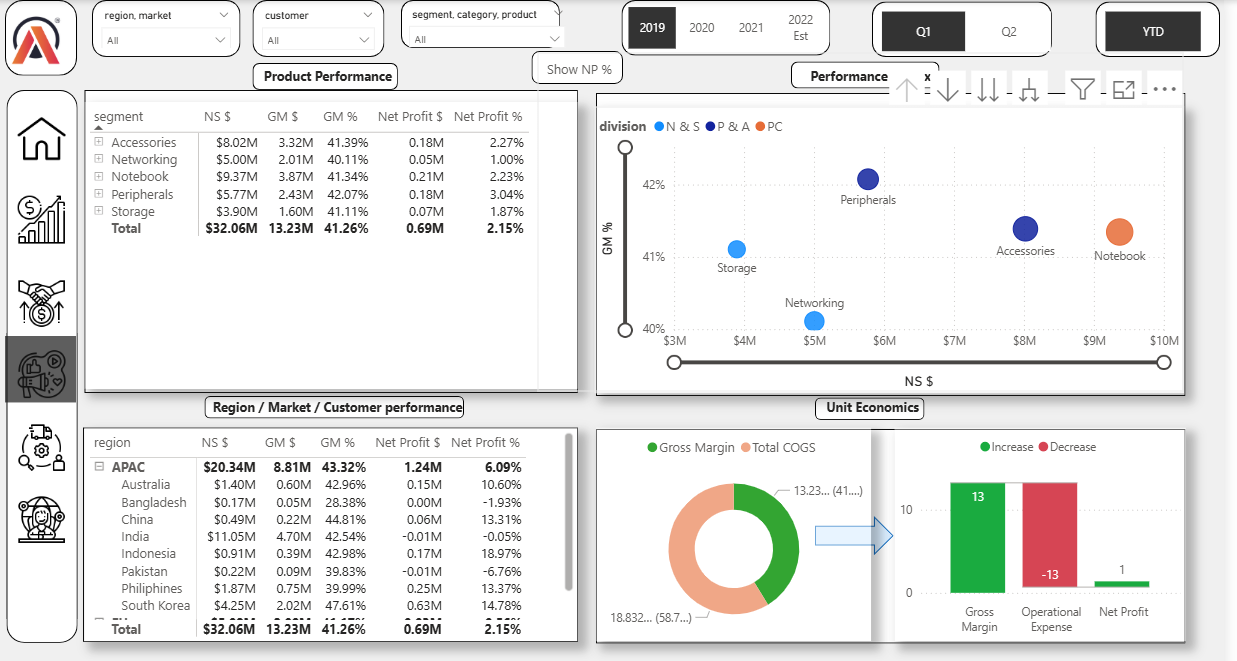 region, market
All
customer
All
segment, category, product
All
2019 2020 2021 2022 Est
Q1 Q2
YTD
Show NP %
Product Performance
segment NS $ GM $ GM % Net Profit $ Net Profit %
Accessories $8.02M 3.32M 41.39% 0.18M 2.27%
Networking $5.00M 2.01M 40.11% 0.05M 1.00%
Notebook $9.37M 3.87M 41.34% 0.21M 2.23%
Peripherals $5.77M 2.43M 42.07% 0.18M 3.04%
Storage $3.90M 1.60M 41.11% 0.07M 1.87%
Total $32.06M 13.23M 41.26% 0.69M 2.15%
Performance x
division N & S P & A PC
42%
41%
40%
GM %
Peripherals
Accessories
Notebook
Storage
Networking
$3M $4M $5M $6M $7M $8M $9M $10M
NS $
Region / Market / Customer performance
region NS $ GM $ GM % Net Profit $ Net Profit %
APAC $20.34M 8.81M 43.32% 1.24M 6.09%
Australia $1.40M 0.60M 42.96% 0.15M 10.60%
Bangladesh $0.17M 0.05M 28.38% 0.00M -1.93%
China $0.49M 0.22M 44.81% 0.06M 13.31%
India $11.05M 4.70M 42.54% -0.01M -0.05%
Indonesia $0.91M 0.39M 42.98% 0.17M 18.97%
Pakistan $0.22M 0.09M 39.83% -0.01M -6.76%
Philiphines $1.87M 0.75M 39.99% 0.25M 13.37%
South Korea $4.25M 2.02M 47.61% 0.63M 14.78%
Total $32.06M 13.23M 41.26% 0.69M 2.15%
Unit Economics
Gross Margin Total COGS
13.23... (41....)
18.832... (58.7...)
Increase Decrease
10
0
13
-13
1
Gross Margin
Operational Expense
Net Profit